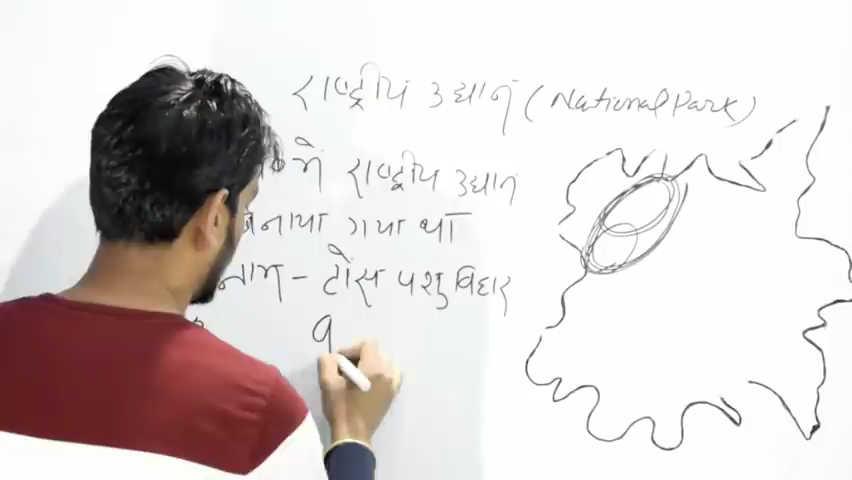 राष्ट्रीय उद्यान (National Park)
में राष्ट्रीय उद्यान
बनाया गया था
नाम - टोंस पशु विहार
9